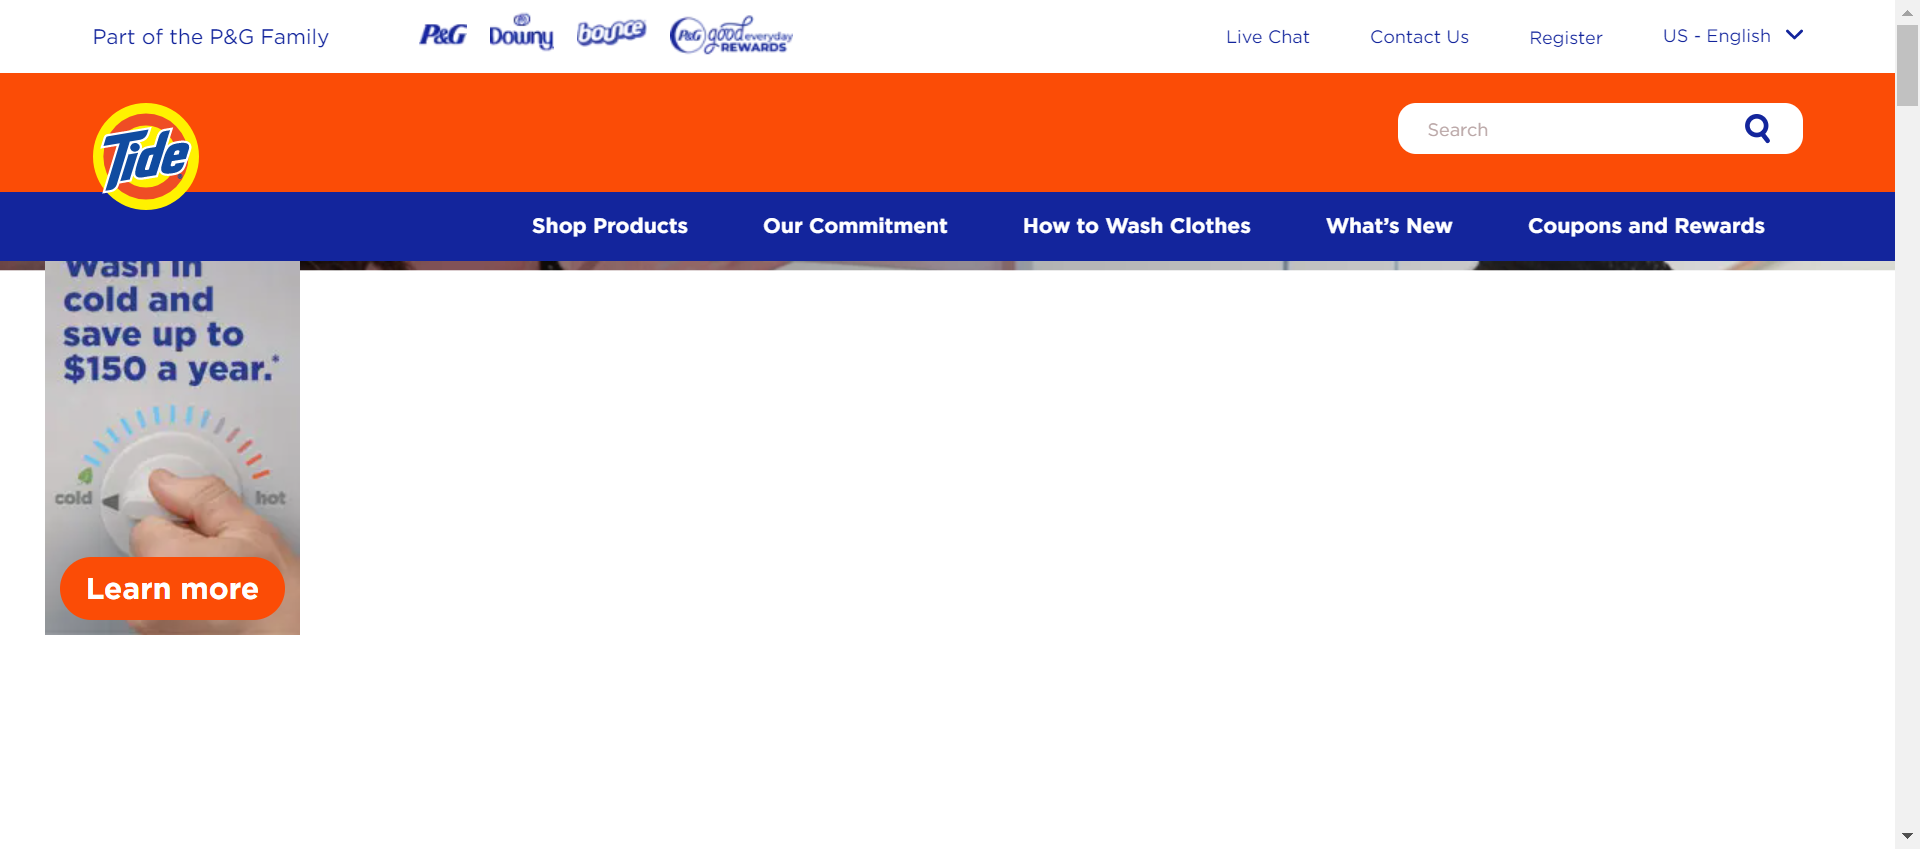 Part of the P&G Family
P&G
Downy
bounce
P&G good everyday REWARDS
Live Chat
Contact Us
Register
US - English
Tide
Search
Shop Products
Our Commitment
How to Wash Clothes
What's New
Coupons and Rewards
Wash in
cold and
save up to
$150 a year.*
cold
hot
Learn more